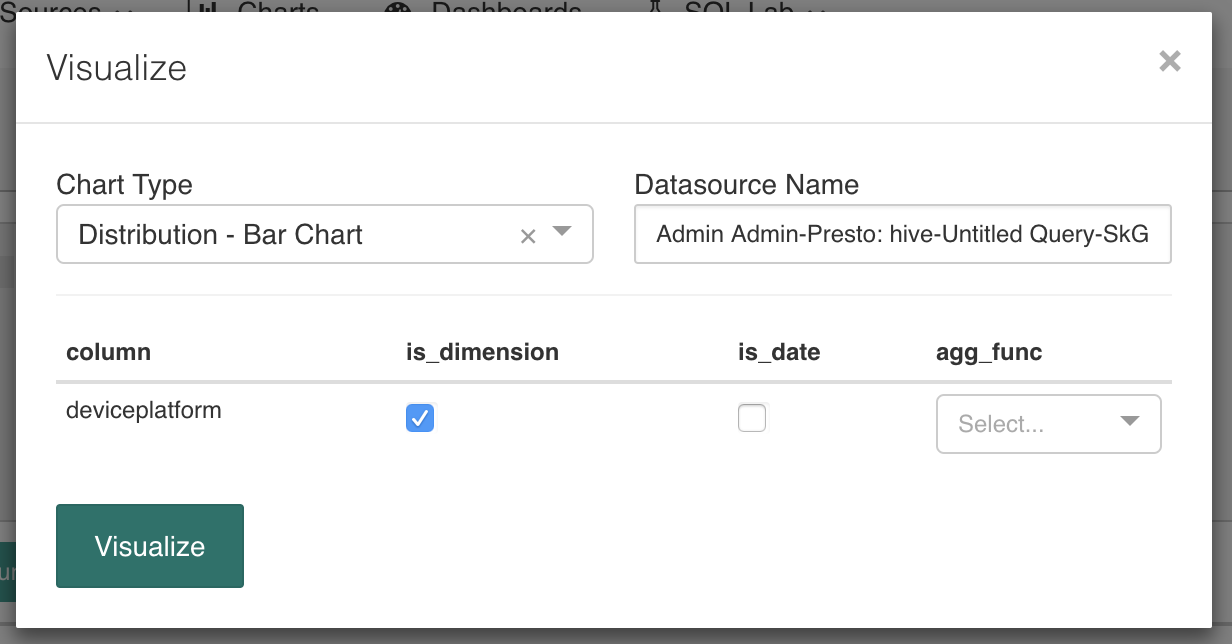 Sources Charts Dashboards SQL Lab
Visualize
×
Chart Type
Datasource Name
Distribution - Bar Chart ×
Admin Admin-Presto: hive-Untitled Query-SkG
column is_dimension is_date agg_func
deviceplatform
Select...
Visualize